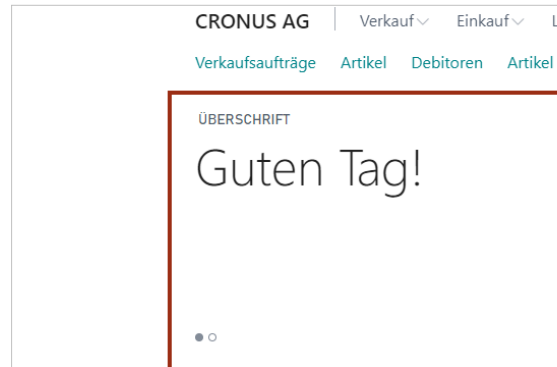 CRONUS AG Verkauf Einkauf L
Verkaufsaufträge Artikel Debitoren Artikel
ÜBERSCHRIFT
Guten Tag!